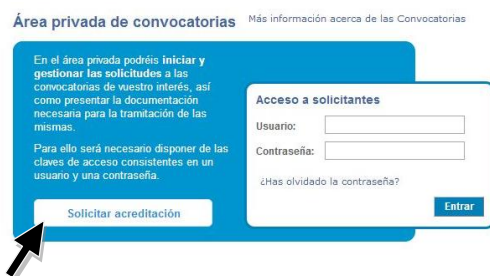 Área privada de convocatorias Más información acerca de las Convocatorias
En el área privada podréis iniciar y
gestionar las solicitudes a las
convocatorias de vuestro interés, así
como presentar la documentación
necesaria para la tramitación de las
mismas.
Para ello será necesario disponer de las
claves de acceso consistentes en un
usuario y una contraseña.
Solicitar acreditación
Acceso a solicitantes
Usuario:
Contraseña:
¿Has olvidado la contraseña?
Entrar